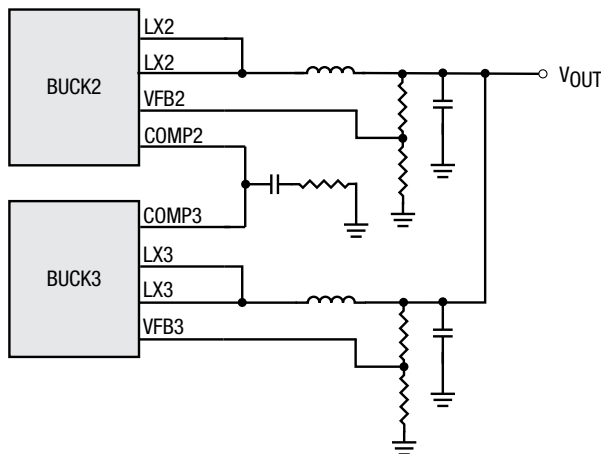 LX2
LX2
BUCK2
VOUT
VFB2
COMP2
COMP3
LX3
BUCK3
LX3
VFB3